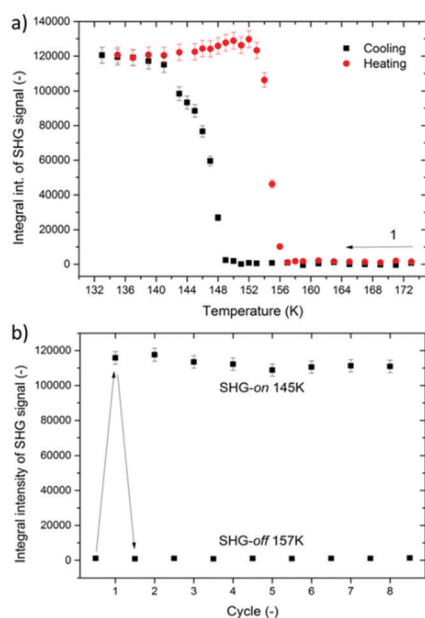 a)
140000
120000
100000
80000
60000
40000
20000
0
Integral int. of SHG signal (-)
Cooling
Heating
1
132 136 140 144 148 152 156 160 164 168 172
Temperature (K)
b)
140000
120000
100000
80000
60000
40000
20000
0
Integral intensity of SHG signal (-)
SHG-on 145K
SHG-off 157K
1 2 3 4 5 6 7 8
Cycle (-)